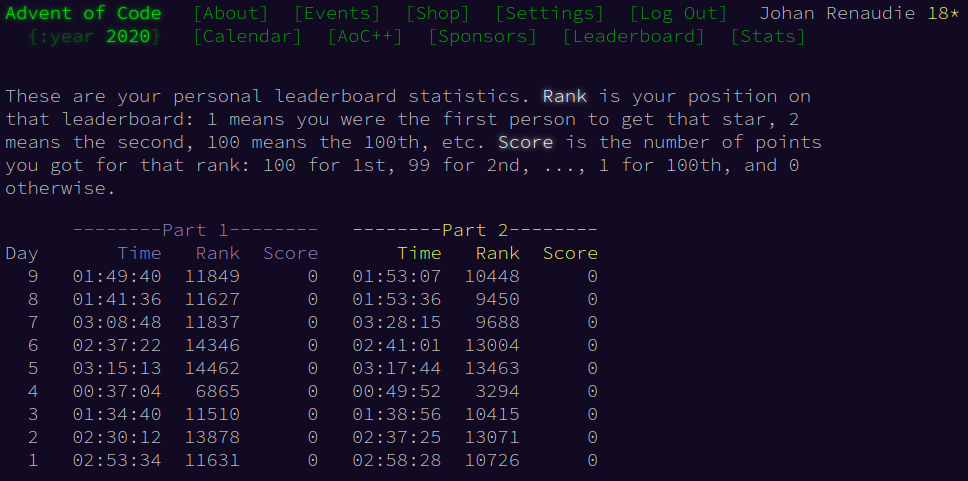 Advent of Code [About] [Events] [Shop] [Settings] [Log Out] Johan Renaudie 18*
{:year 2020} [Calendar] [AoC++] [Sponsors] [Leaderboard] [Stats]
These are your personal leaderboard statistics. Rank is your position on
that leaderboard: 1 means you were the first person to get that star, 2
means the second, 100 means the 100th, etc. Score is the number of points
you got for that rank: 100 for 1st, 99 for 2nd, ..., 1 for 100th, and 0
otherwise.
--------Part 1-------- --------Part 2--------
Day Time Rank Score Time Rank Score
9 01:49:40 11849 0 01:53:07 10448 0
8 01:41:36 11627 0 01:53:36 9450 0
7 03:08:48 11837 0 03:28:15 9688 0
6 02:37:22 14346 0 02:41:01 13004 0
5 03:15:13 14462 0 03:17:44 13463 0
4 00:37:04 6865 0 00:49:52 3294 0
3 01:34:40 11510 0 01:38:56 10415 0
2 02:30:12 13878 0 02:37:25 13071 0
1 02:53:34 11631 0 02:58:28 10726 0